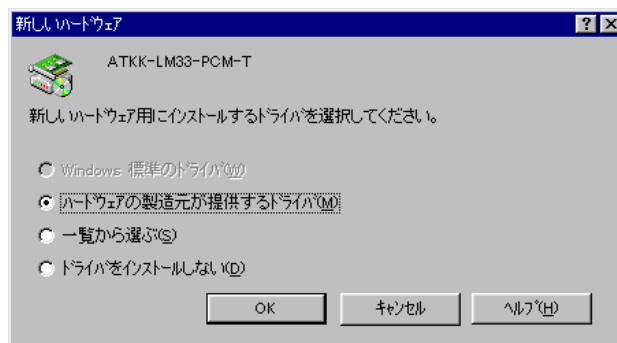 新しいハードウェア
ATKK-LM33-PCM-T
新しいハードウェア用にインストールするドライバを選択してください。
Windows 標準のドライバ(W)
ハードウェアの製造元が提供するドライバ(M)
一覧から選ぶ(S)
ドライバをインストールしない(D)
OK キャンセル ヘルプ(H)